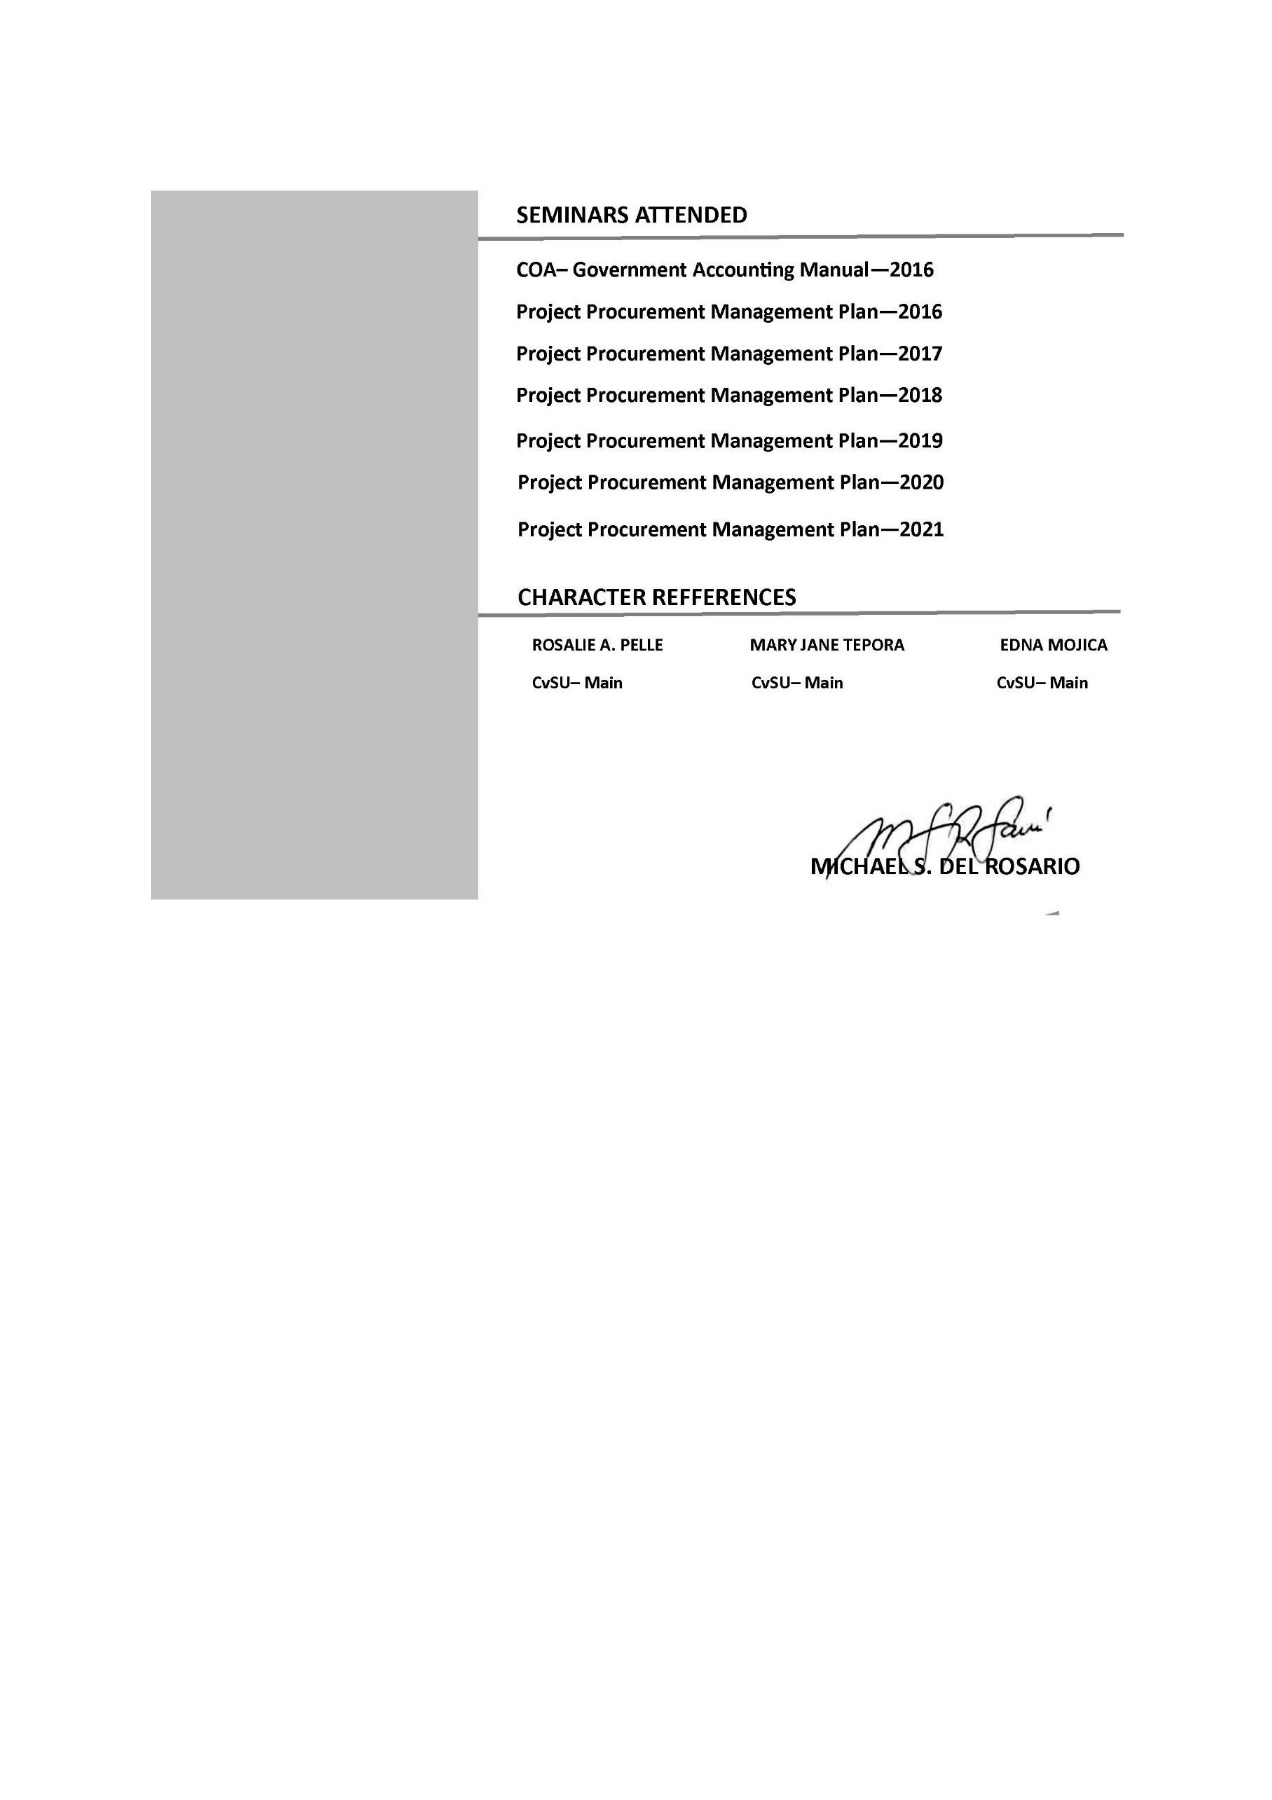 SEMINARS ATTENDED
COA– Government Accounting Manual—2016
Project Procurement Management Plan—2016
Project Procurement Management Plan—2017
Project Procurement Management Plan—2018
Project Procurement Management Plan—2019
Project Procurement Management Plan—2020
Project Procurement Management Plan—2021
CHARACTER REFFERENCES
ROSALIE A. PELLE MARY JANE TEPORA EDNA MOJICA
CvSU– Main CvSU– Main CvSU– Main
MICHAEL S. DEL ROSARIO